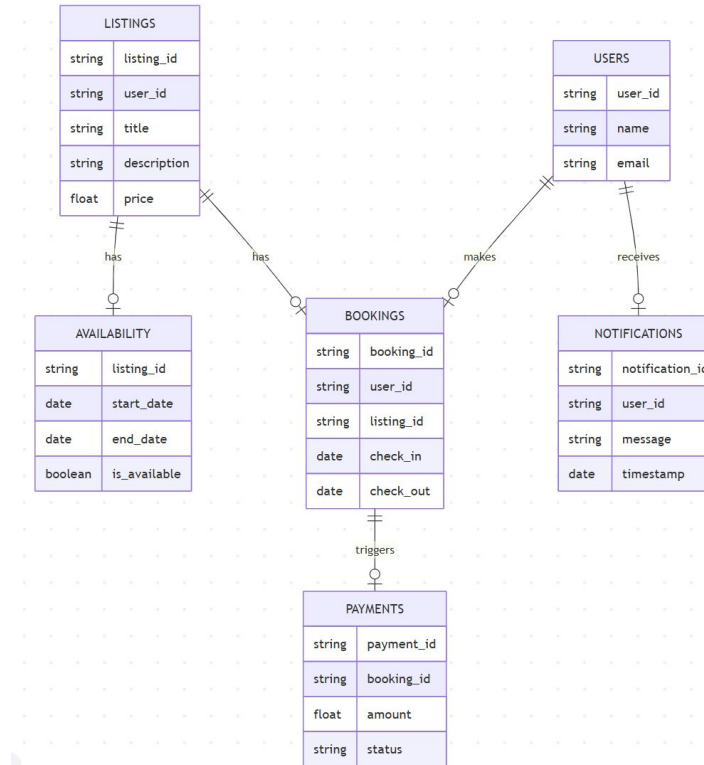 LISTINGS
string listing_id
string user_id
string title
string description
float price
USERS
string user_id
string name
string email
has
has
makes
receives
AVAILABILITY
string listing_id
date start_date
date end_date
boolean is_available
BOOKINGS
string booking_id
string user_id
string listing_id
date check_in
date check_out
NOTIFICATIONS
string notification_id
string user_id
string message
date timestamp
triggers
PAYMENTS
string payment_id
string booking_id
float amount
string status